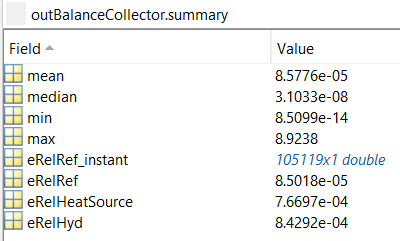 outBalanceCollector.summary
Field Value
mean 8.5776e-05
median 3.1033e-08
min 8.5099e-14
max 8.9238
eRelRef_instant 105119x1 double
eRelRef 8.5018e-05
eRelHeatSource 7.6697e-04
eRelHyd 8.4292e-04